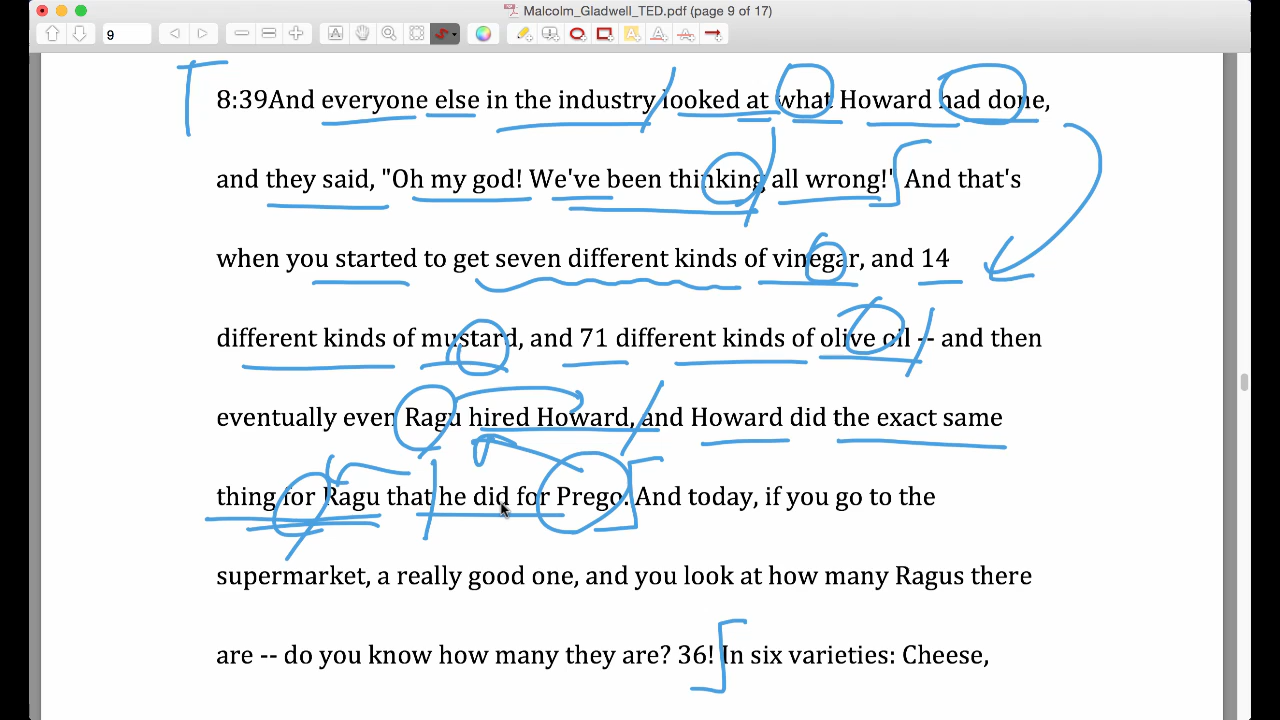 Malcolm_Gladwell_TED.pdf (page 9 of 17)
9
8:39And everyone else in the industry looked at what Howard had done,
and they said, "Oh my god! We've been thinking all wrong!" And that's
when you started to get seven different kinds of vinegar, and 14
different kinds of mustard, and 71 different kinds of olive oil -- and then
eventually even Ragu hired Howard, and Howard did the exact same
thing for Ragu that he did for Prego. And today, if you go to the
supermarket, a really good one, and you look at how many Ragus there
are -- do you know how many they are? 36! In six varieties: Cheese,